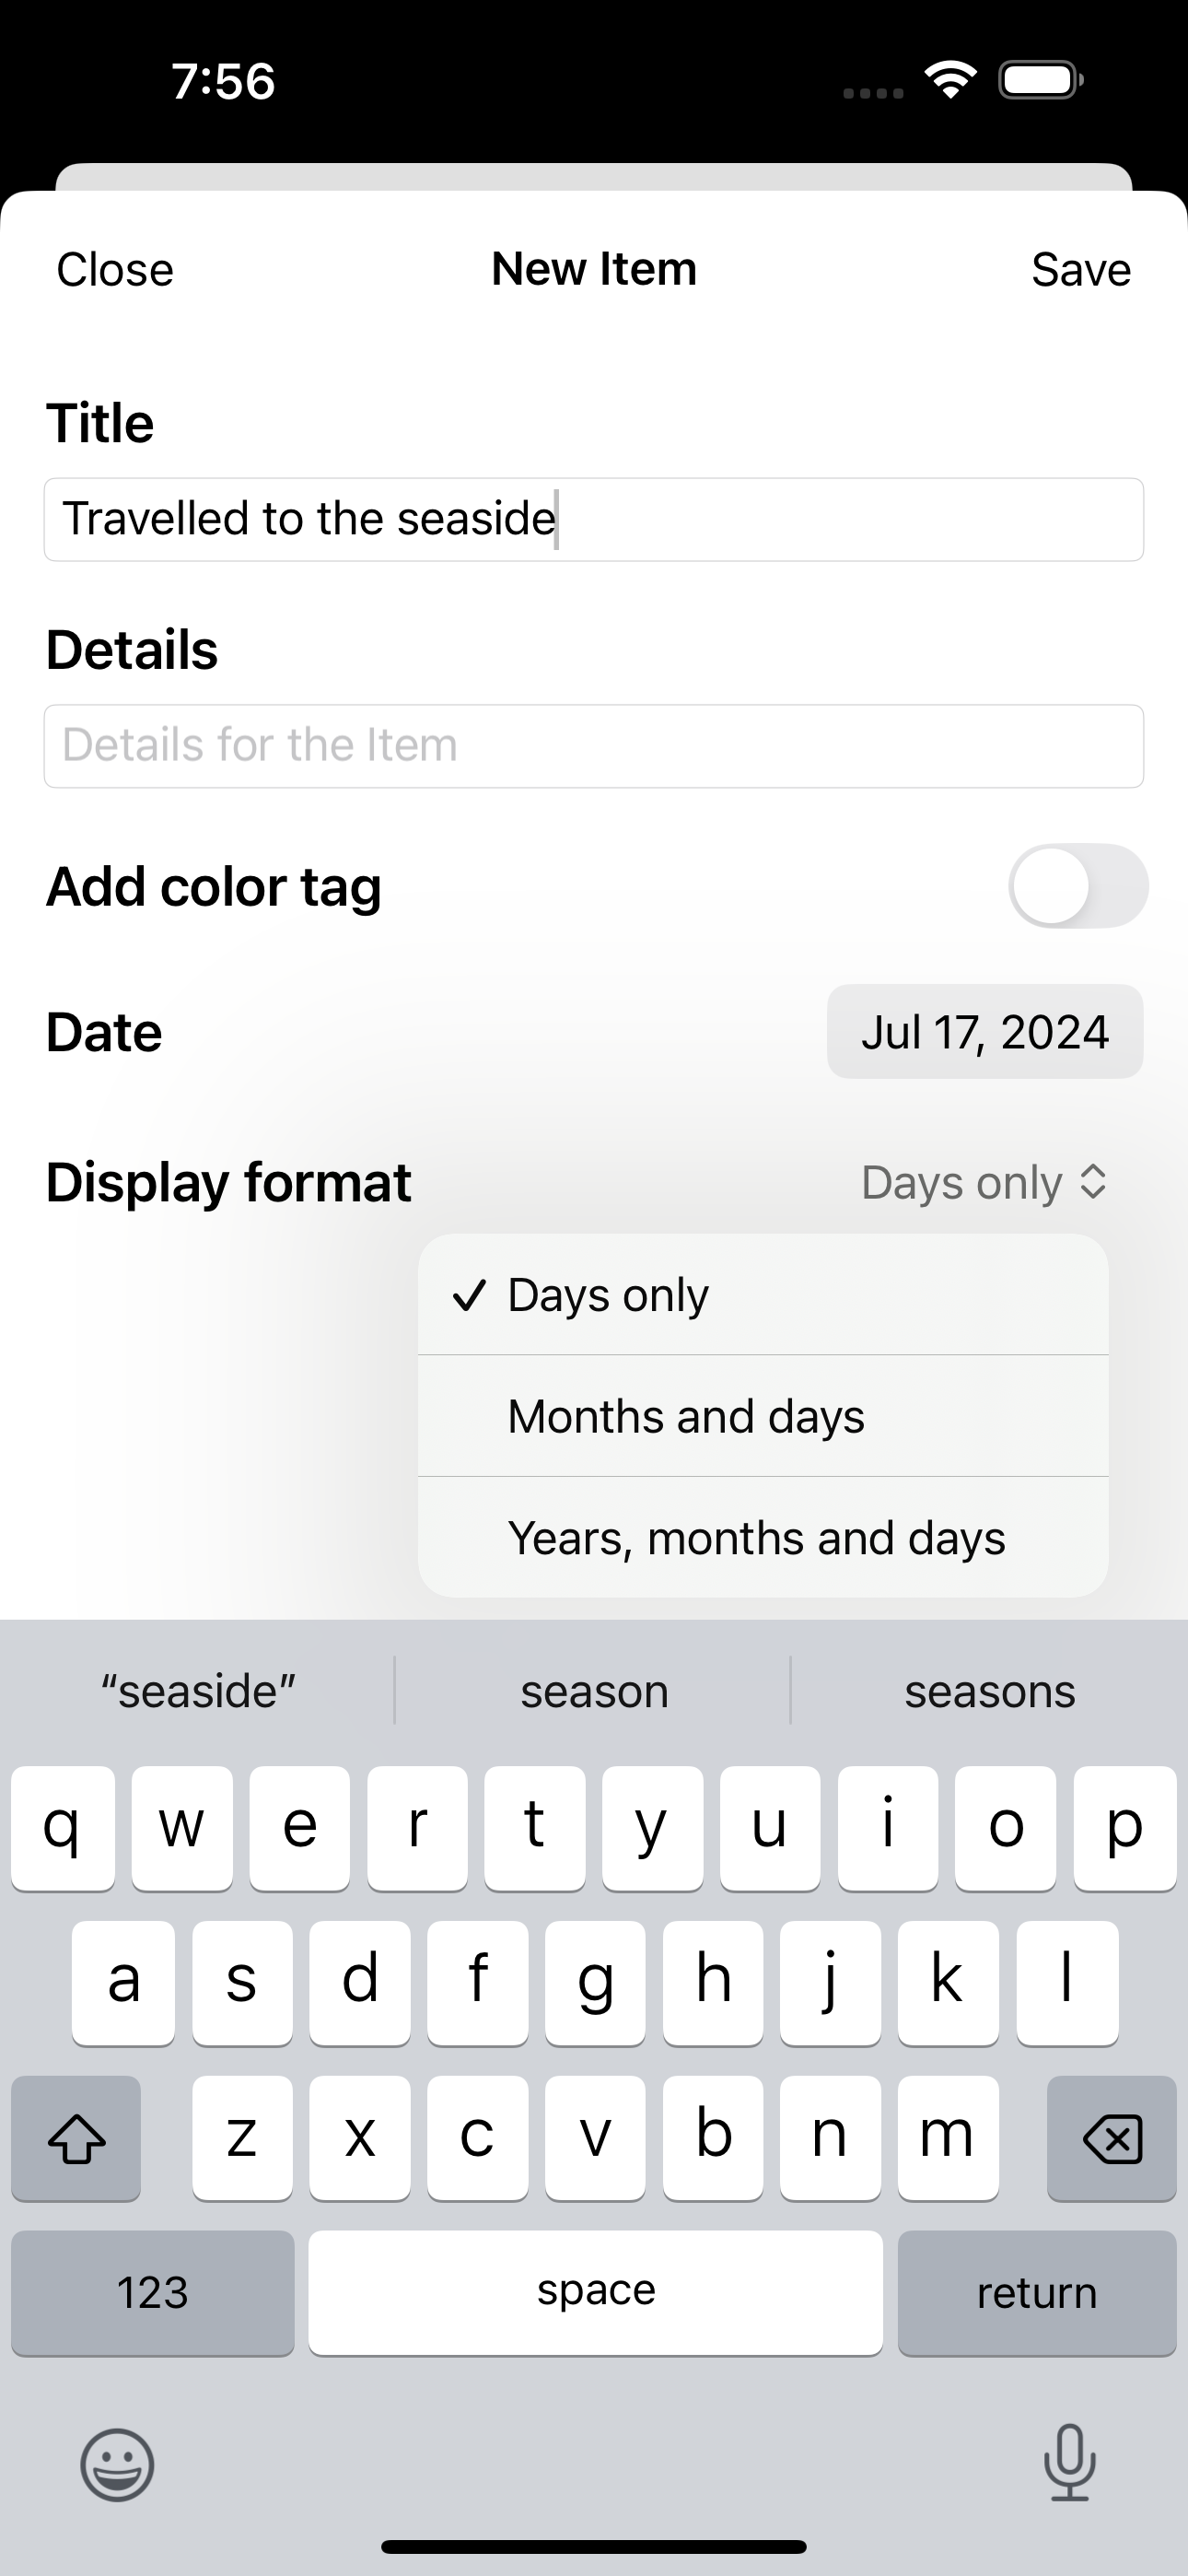 7:56
Close New Item Save
Title
Travelled to the seaside
Details
Details for the Item
Add color tag
Date Jul 17, 2024
Display format Days only
Days only
Months and days
Years, months and days
“seaside” season seasons
q w e r t y u i o p
a s d f g h j k l
z x c v b n m
123 space return